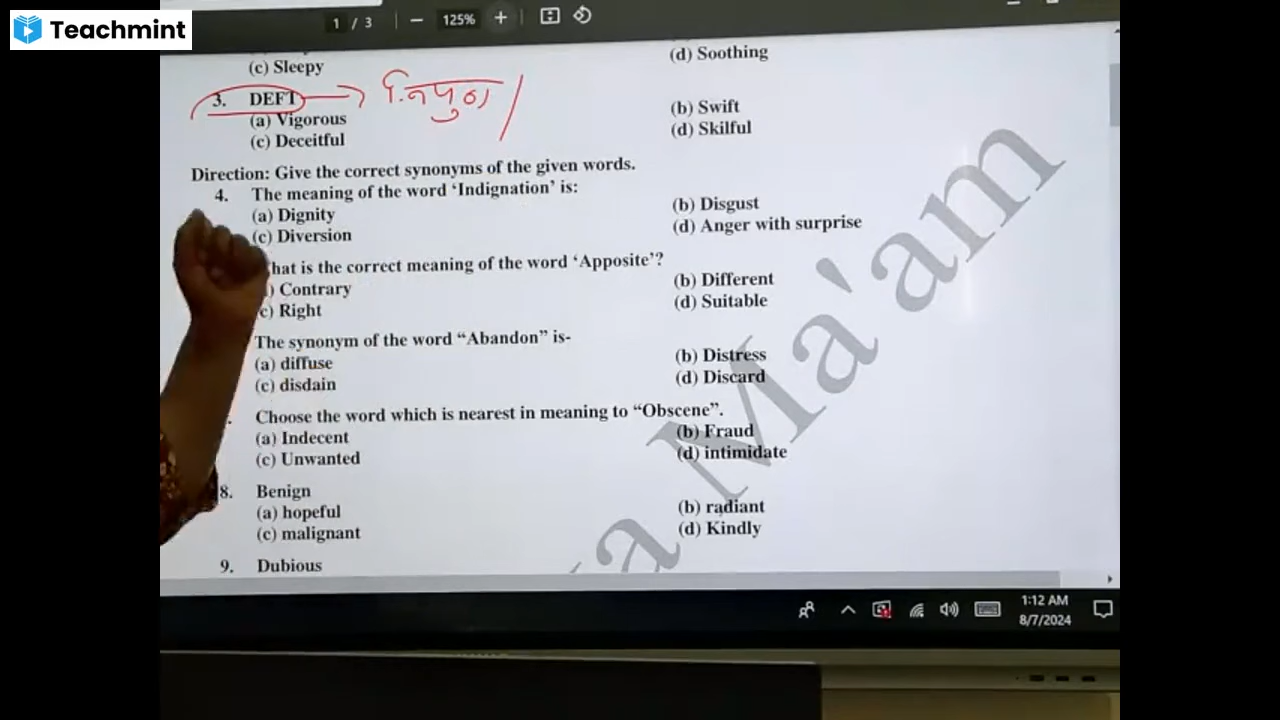 Teachmint
1 / 3 — 125% +
(c) Sleepy (d) Soothing
3. DEFT निपुण
(a) Vigorous (b) Swift
(c) Deceitful (d) Skilful
Direction: Give the correct synonyms of the given words.
4. The meaning of the word ‘Indignation’ is:
(a) Dignity (b) Disgust
(c) Diversion (d) Anger with surprise
hat is the correct meaning of the word ‘Apposite’?
) Contrary (b) Different
c) Right (d) Suitable
The synonym of the word “Abandon” is-
(a) diffuse (b) Distress
(c) disdain (d) Discard
. Choose the word which is nearest in meaning to “Obscene”.
(a) Indecent (b) Fraud
(c) Unwanted (d) intimidate
8. Benign
(a) hopeful (b) radiant
(c) malignant (d) Kindly
9. Dubious
a Ma'am
1:12 AM
8/7/2024